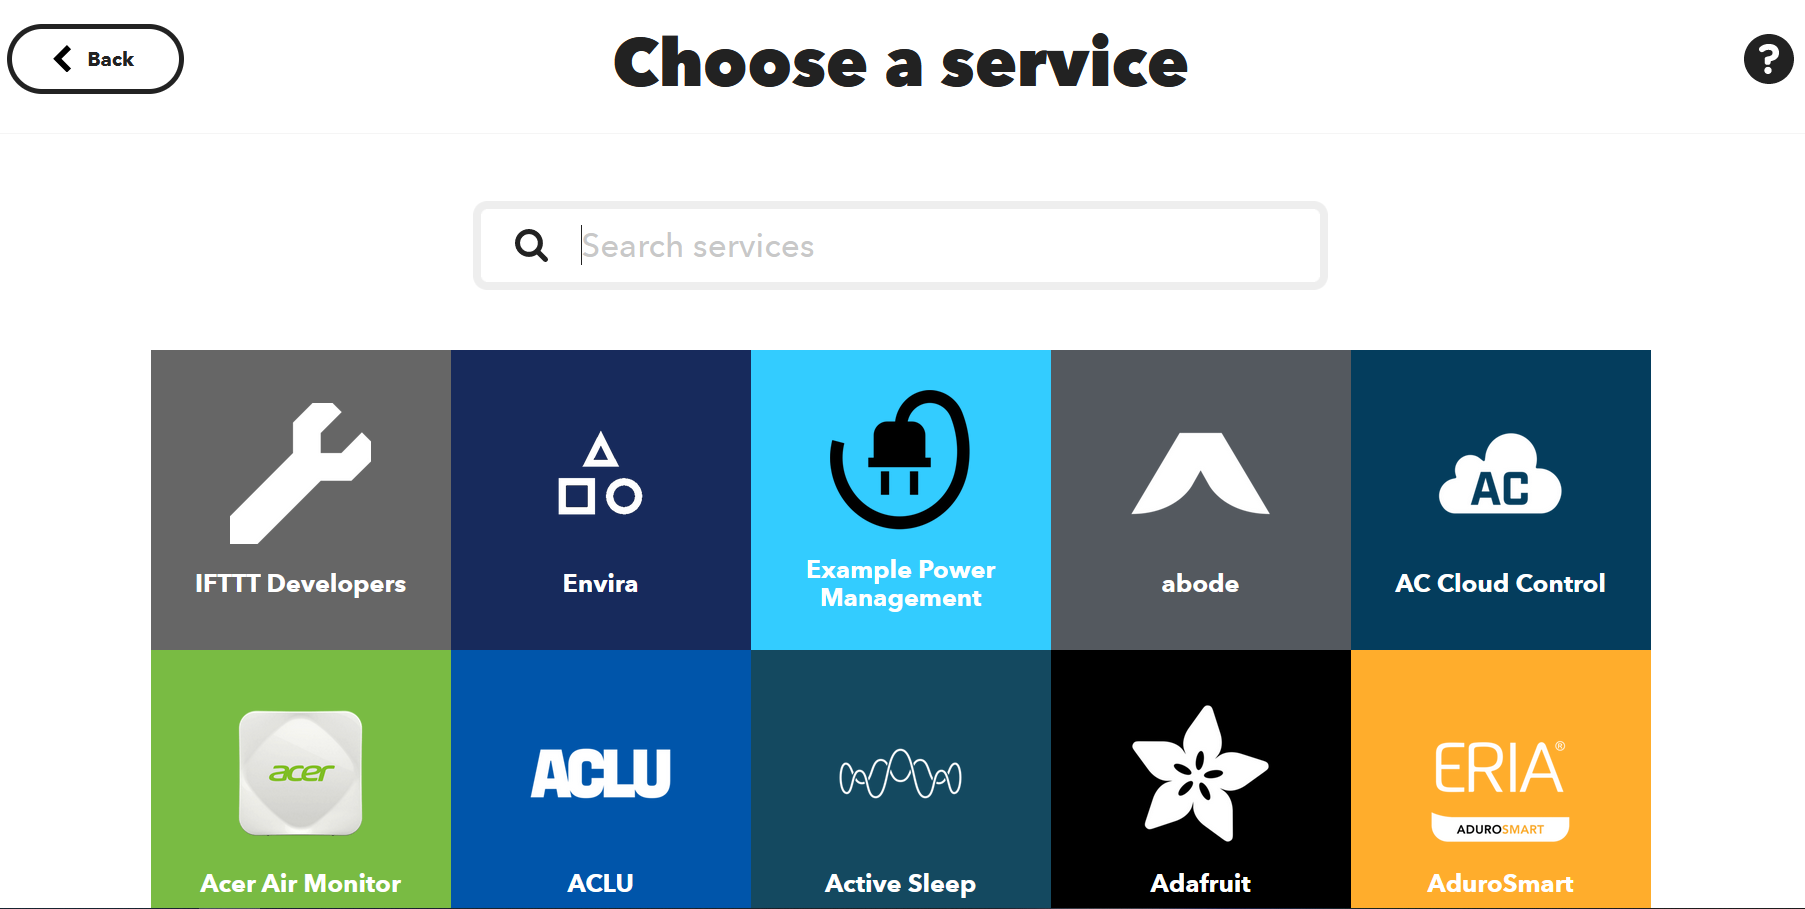 Back
Choose a service
?
Search services
IFTTT Developers
Envira
Example Power
Management
abode
AC
AC Cloud Control
acer
Acer Air Monitor
ACLU
ACLU
Active Sleep
Adafruit
ERIA®
ADUROSMART
AduroSmart